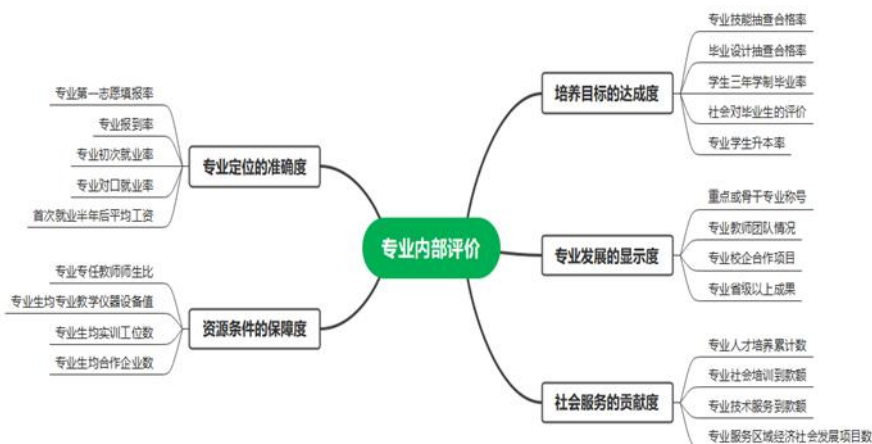 专业内部评价
专业定位的准确度
专业第一志愿填报率
专业报到率
专业初次就业率
专业对口就业率
首次就业半年后平均工资
资源条件的保障度
专业专任教师师生比
专业生均专业教学仪器设备值
专业生均实训工位数
专业生均合作企业数
培养目标的达成度
专业技能抽查合格率
毕业设计抽查合格率
学生三年学制毕业率
社会对毕业生的评价
专业学生升本率
专业发展的显示度
重点或骨干专业称号
专业教师团队情况
专业校企合作项目
专业省级以上成果
社会服务的贡献度
专业人才培养累计数
专业社会培训到款额
专业技术服务到款额
专业服务区域经济社会发展项目数